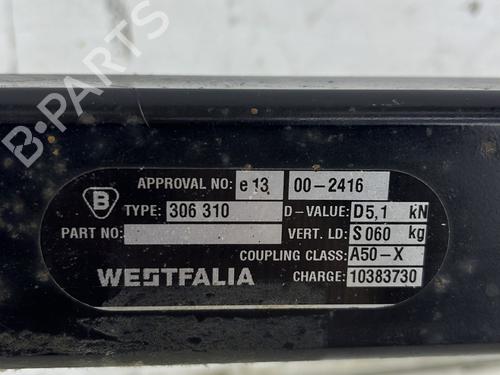 B-PARTS
APPROVAL NO: e 13 00-2416
B
TYPE: 306 310 D-VALUE: D5,1 kN
PART NO: VERT. LD: S 060 kg
COUPLING CLASS: A50-X
WESTFALIA CHARGE: 10383730